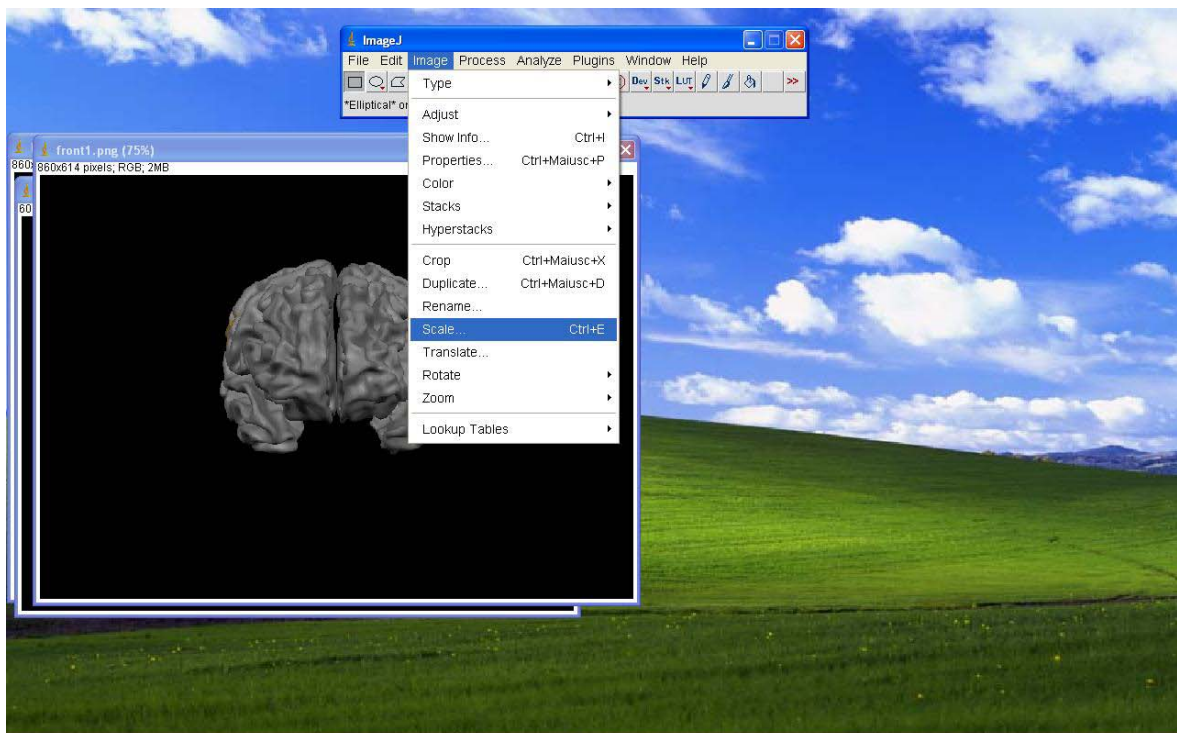 ImageJ
File Edit Image Process Analyze Plugins Window Help
Dev Stk LUT >>
*Elliptical* or
front1.png (75%)
860x614 pixels; RGB; 2MB
860
60
Type
Adjust
Show Info... Ctrl+I
Properties... Ctrl+Maiusc+P
Color
Stacks
Hyperstacks
Crop Ctrl+Maiusc+X
Duplicate... Ctrl+Maiusc+D
Rename...
Scale... Ctrl+E
Translate...
Rotate
Zoom
Lookup Tables